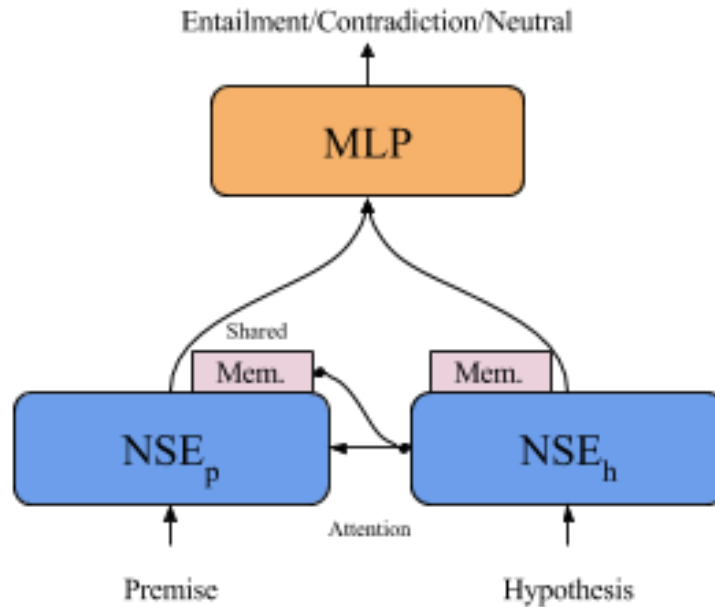 Entailment/Contradiction/Neutral
MLP
Shared
Mem.
Mem.
NSEp
NSEh
Attention
Premise
Hypothesis